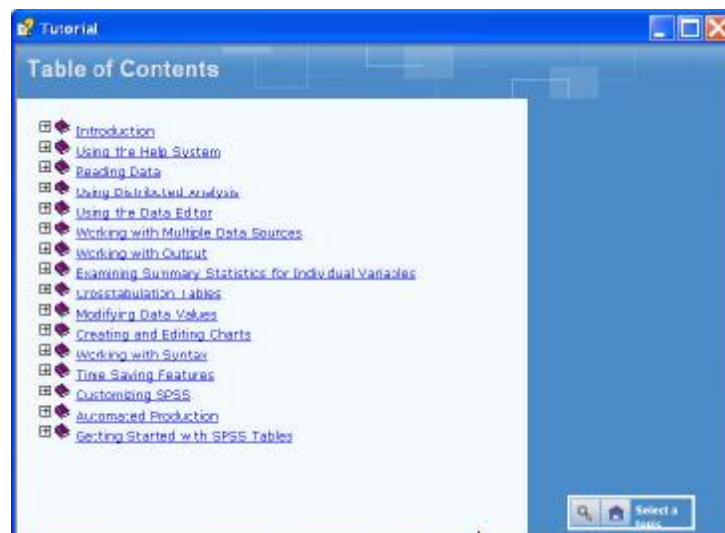 Tutorial
Table of Contents
Introduction
Using the Help System
Reading Data
Using Distributed Analysis
Using the Data Editor
Working with Multiple Data Sources
Working with Output
Examining Summary Statistics for Individual Variables
Crosstabulation Tables
Modifying Data Values
Creating and Editing Charts
Working with Syntax
Time Saving Features
Customizing SPSS
Automated Production
Getting Started with SPSS Tables
Select a
topic